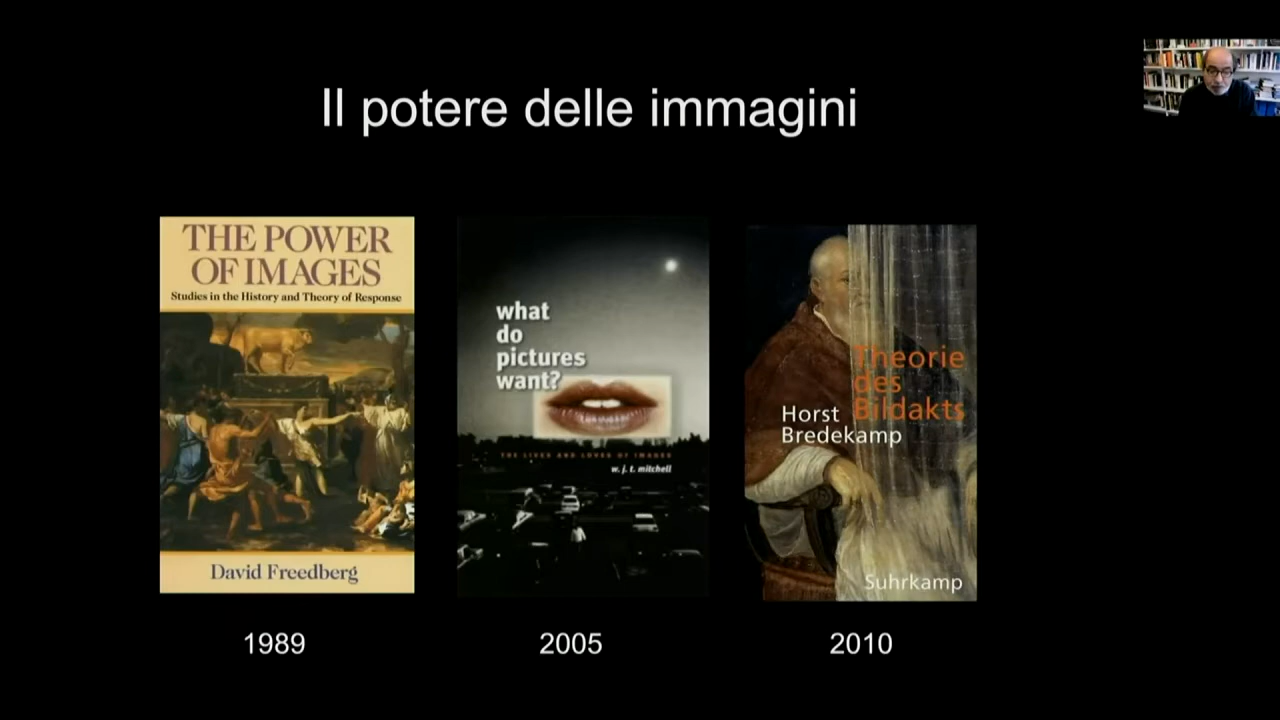 Il potere delle immagini
THE POWER
OF IMAGES
Studies in the History and Theory of Response
David Freedberg
what
do
pictures
want?
THE LIVES AND LOVES OF IMAGES
w. j. t. mitchell
Theorie
des
Bildakts
Horst
Bredekamp
Suhrkamp
1989
2005
2010